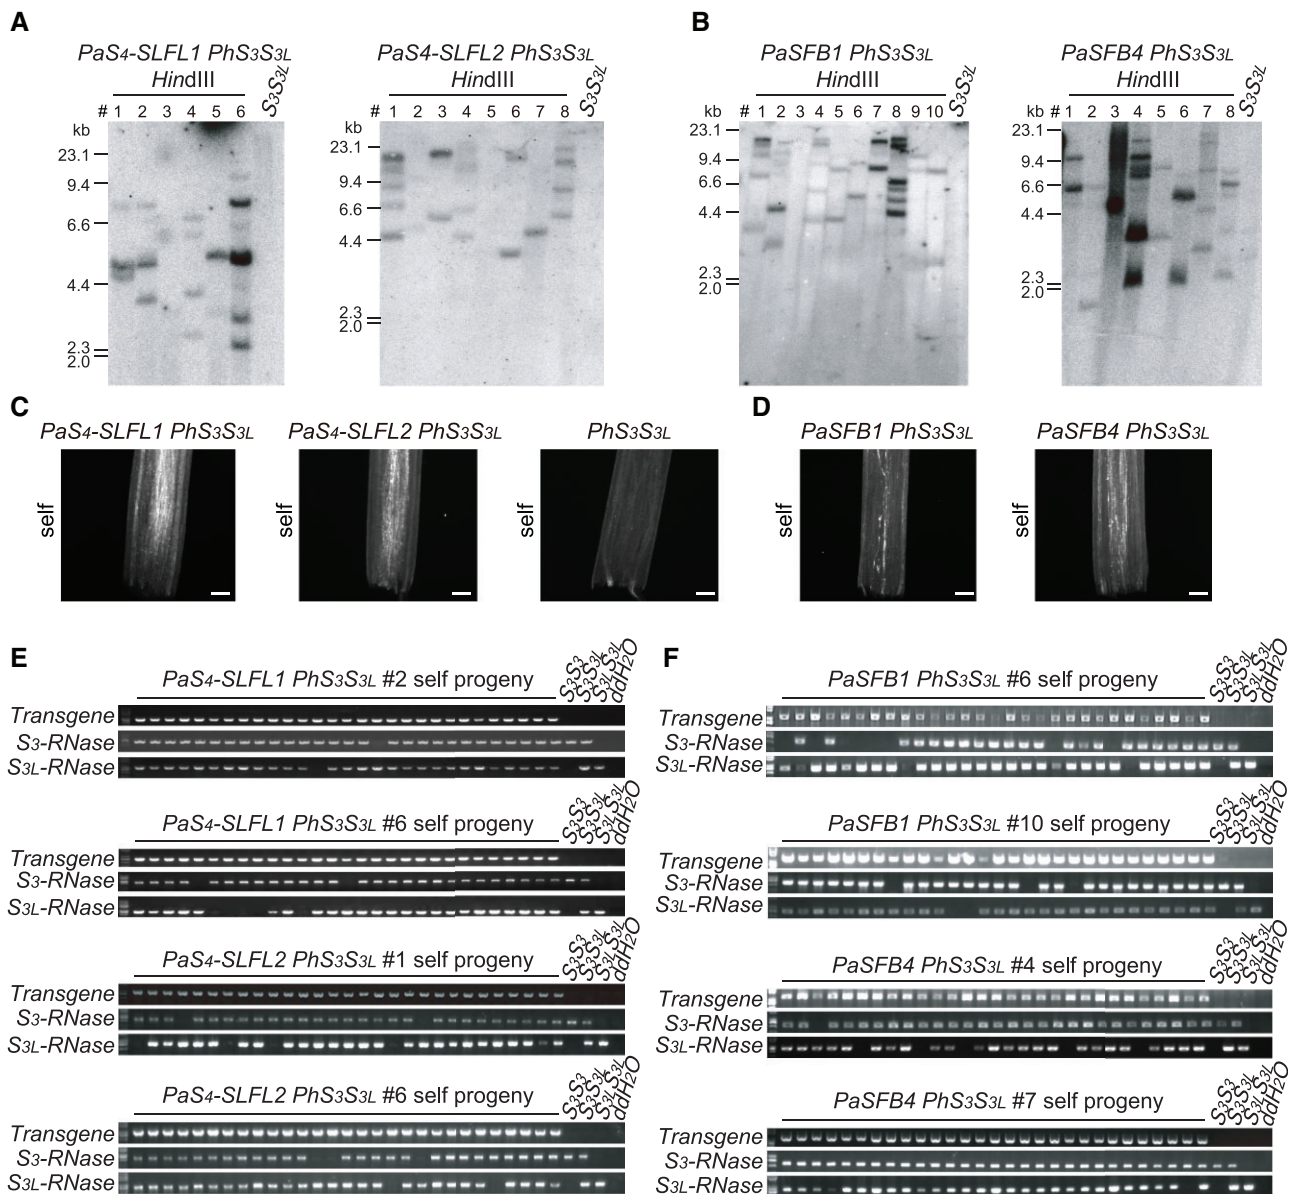 A
PaS4-SLFL1 PhS3S3L
HindIII
# 1 2 3 4 5 6 S3S3L
kb
23.1
9.4
6.6
4.4
2.3
2.0
PaS4-SLFL2 PhS3S3L
HindIII
# 1 2 3 4 5 6 7 8 S3S3L
kb
23.1
9.4
6.6
4.4
2.3
2.0
B
PaSFB1 PhS3S3L
HindIII
# 1 2 3 4 5 6 7 8 9 10 S3S3L
kb
23.1
9.4
6.6
4.4
2.3
2.0
PaSFB4 PhS3S3L
HindIII
# 1 2 3 4 5 6 7 8 S3S3L
kb
23.1
9.4
6.6
4.4
2.3
2.0
C
PaS4-SLFL1 PhS3S3L
self
PaS4-SLFL2 PhS3S3L
self
PhS3S3L
self
D
PaSFB1 PhS3S3L
self
PaSFB4 PhS3S3L
self
E
PaS4-SLFL1 PhS3S3L #2 self progeny
S3S3 S3S3L S3LS3L ddH2O
Transgene
S3-RNase
S3L-RNase
PaS4-SLFL1 PhS3S3L #6 self progeny
S3S3 S3S3L S3LS3L ddH2O
Transgene
S3-RNase
S3L-RNase
PaS4-SLFL2 PhS3S3L #1 self progeny
S3S3 S3S3L S3LS3L ddH2O
Transgene
S3-RNase
S3L-RNase
PaS4-SLFL2 PhS3S3L #6 self progeny
S3S3 S3S3L S3LS3L ddH2O
Transgene
S3-RNase
S3L-RNase
F
PaSFB1 PhS3S3L #6 self progeny
S3S3 S3S3L S3LS3L ddH2O
Transgene
S3-RNase
S3L-RNase
PaSFB1 PhS3S3L #10 self progeny
S3S3 S3S3L S3LS3L ddH2O
Transgene
S3-RNase
S3L-RNase
PaSFB4 PhS3S3L #4 self progeny
S3S3 S3S3L S3LS3L ddH2O
Transgene
S3-RNase
S3L-RNase
PaSFB4 PhS3S3L #7 self progeny
S3S3 S3S3L S3LS3L ddH2O
Transgene
S3-RNase
S3L-RNase